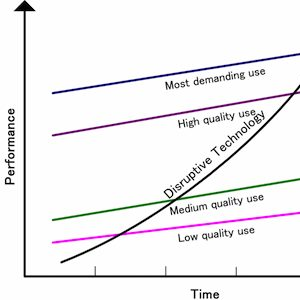 Most demanding use
High quality use
Disruptive Technology
Medium quality use
Low quality use
Performance
Time